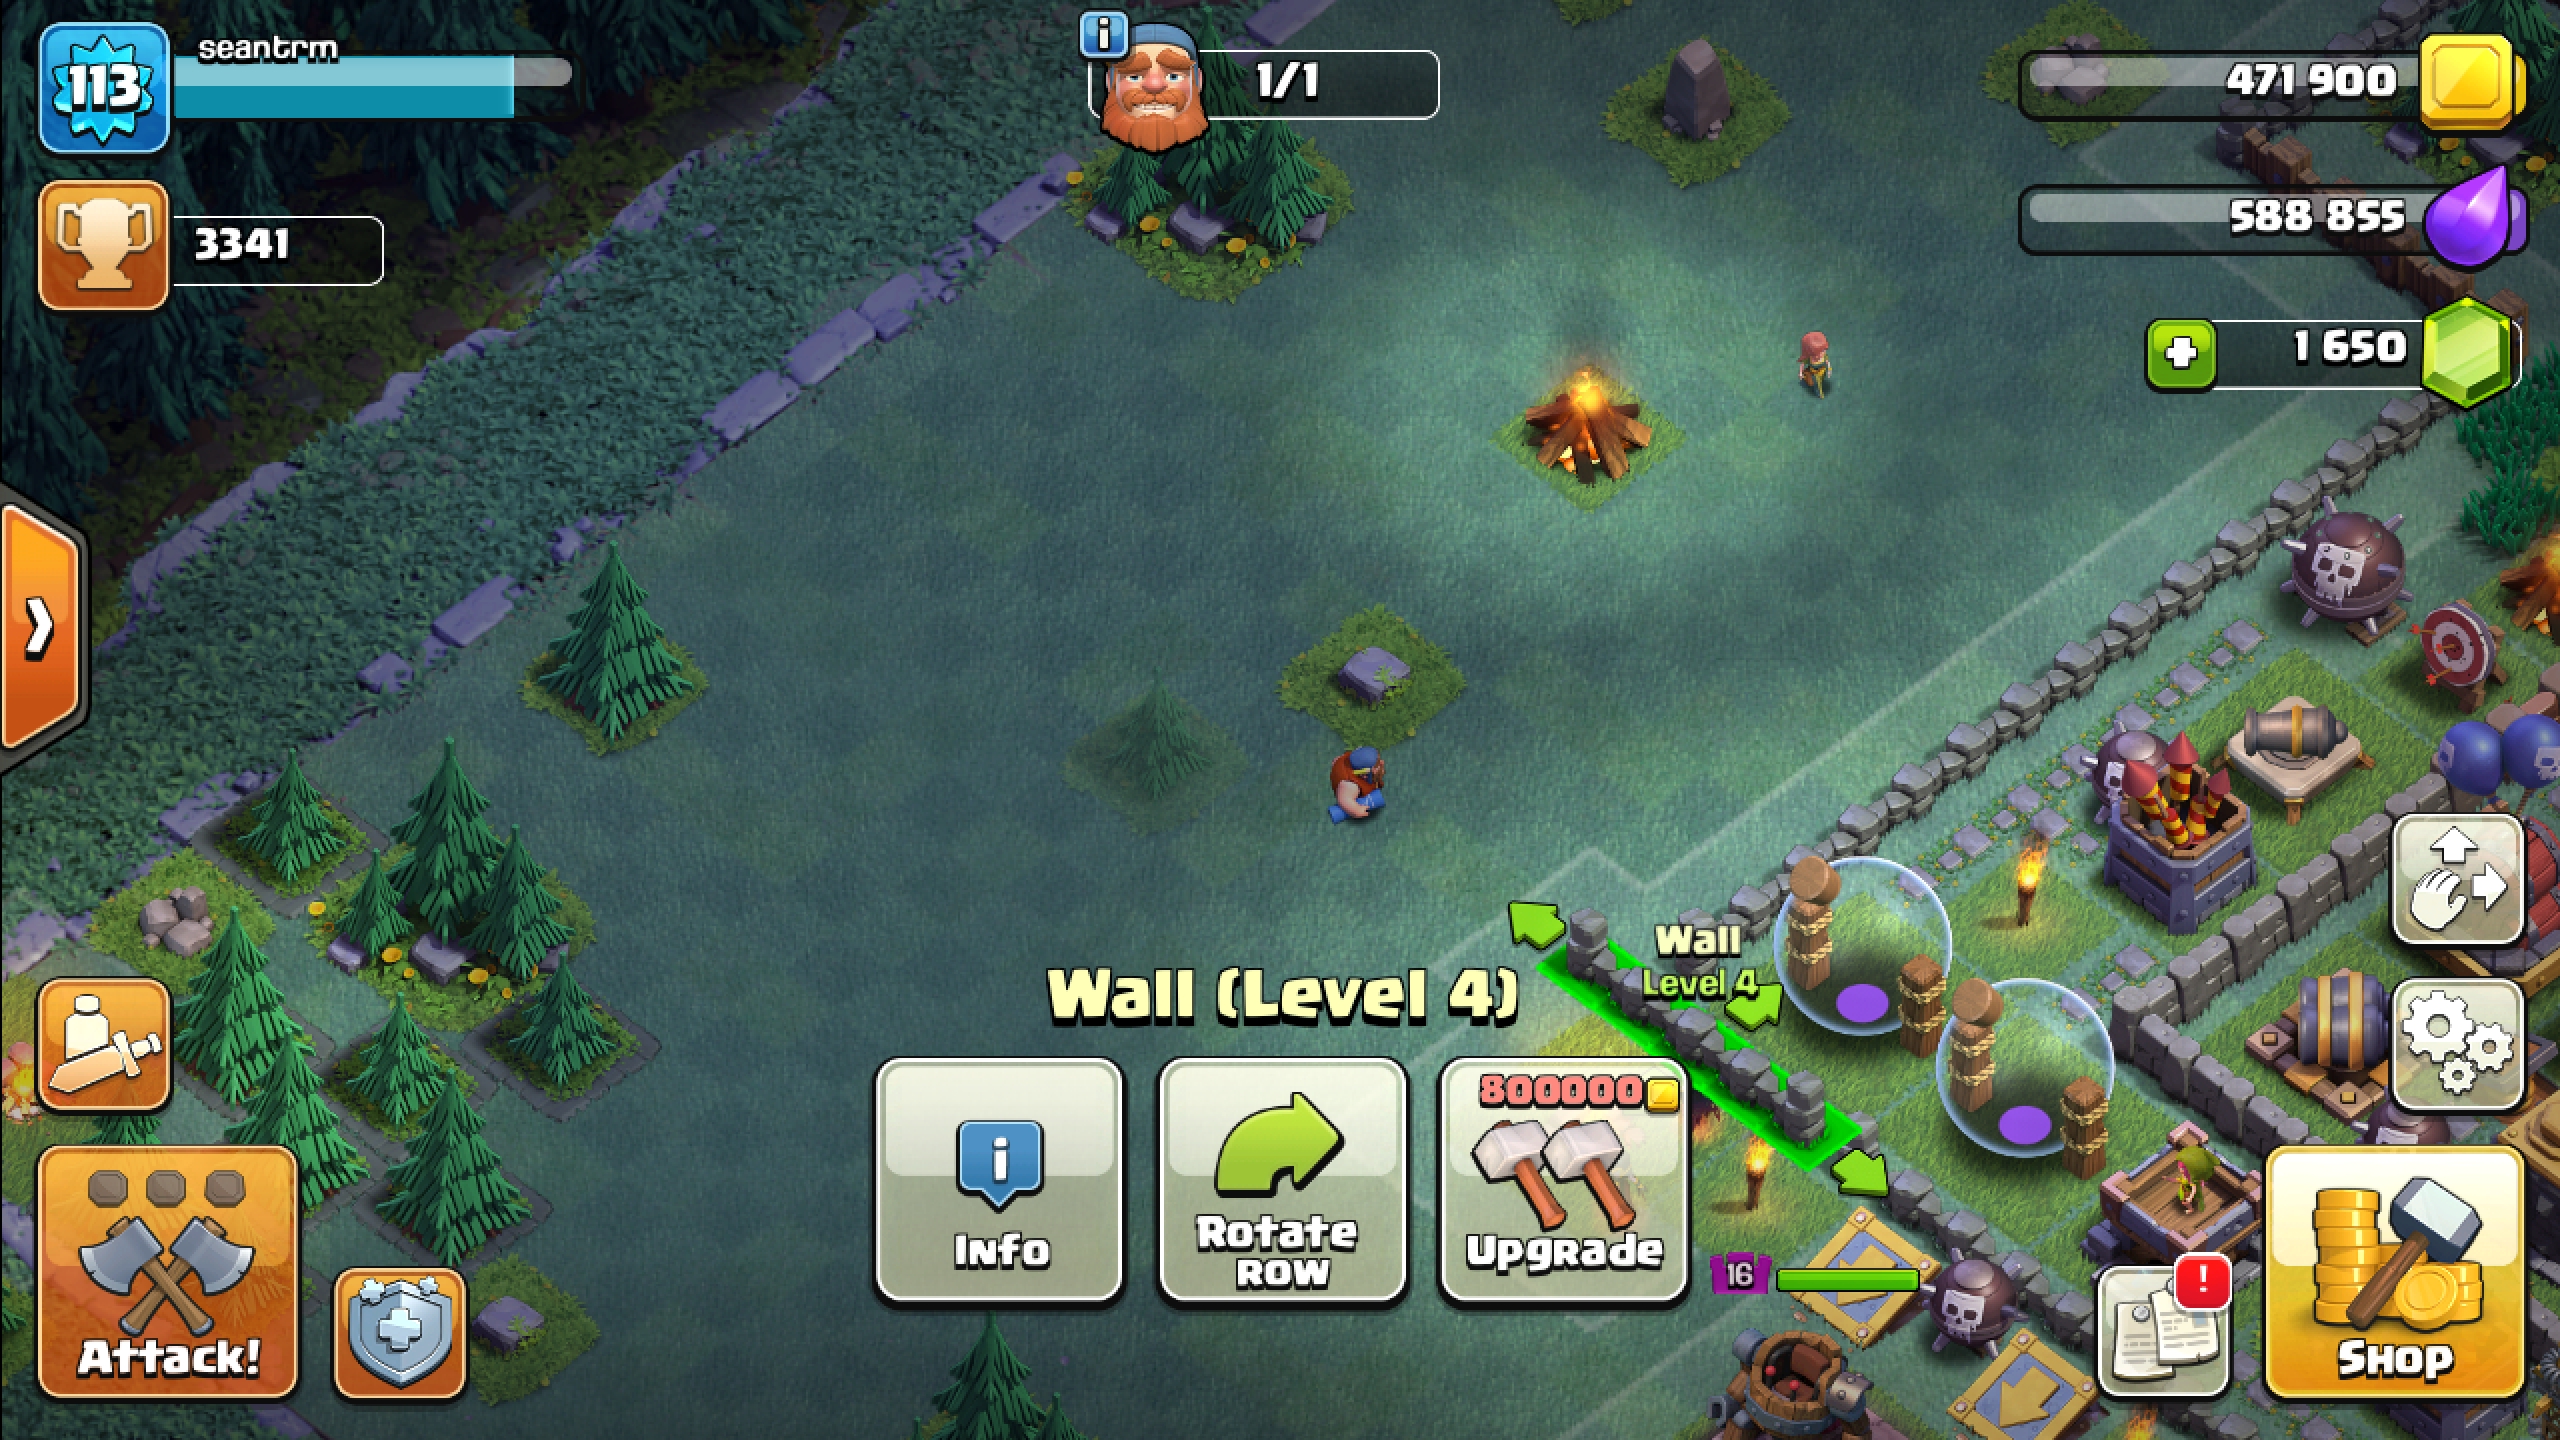 113
seantrm
1/1
471 900
3341
588 855
1 650
Wall
Level 4
Wall (Level 4)
800000
Info
Rotate
row
Upgrade
16
!
Attack!
Shop